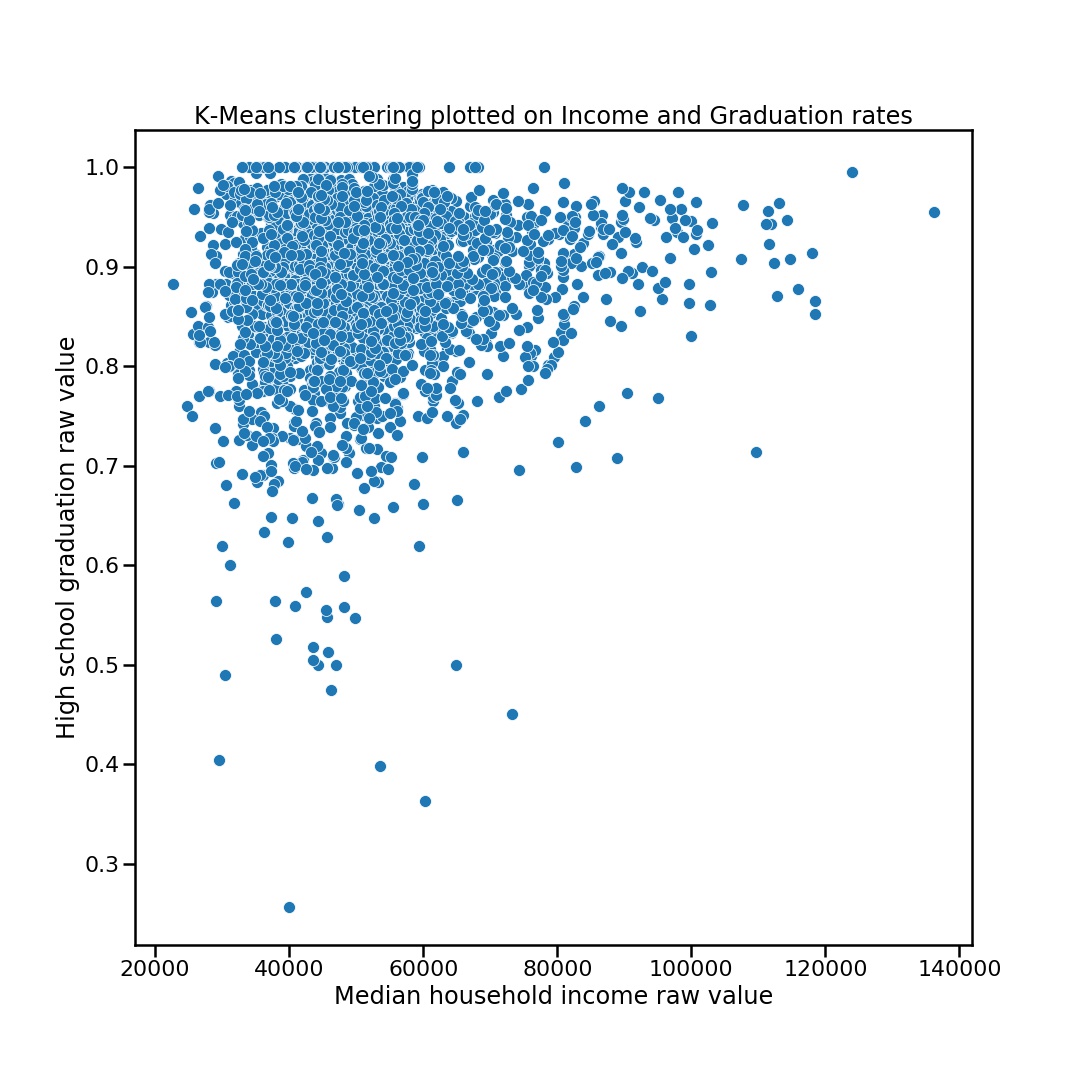 K-Means clustering plotted on Income and Graduation rates
High school graduation raw value
1.0
0.9
0.8
0.7
0.6
0.5
0.4
0.3
20000 40000 60000 80000 100000 120000 140000
Median household income raw value